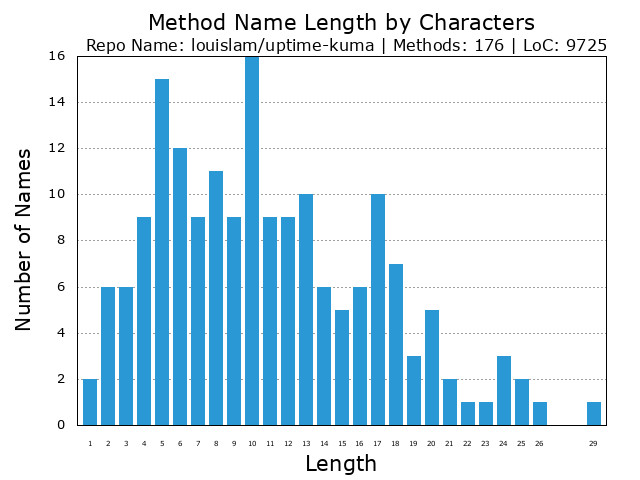 Method Name Length by Characters
Repo Name: louislam/uptime-kuma | Methods: 176 | LoC: 9725
16
14
12
10
8
6
4
2
0
Number of Names
1 2 3 4 5 6 7 8 9 10 11 12 13 14 15 16 17 18 19 20 21 22 23 24 25 26 29
Length